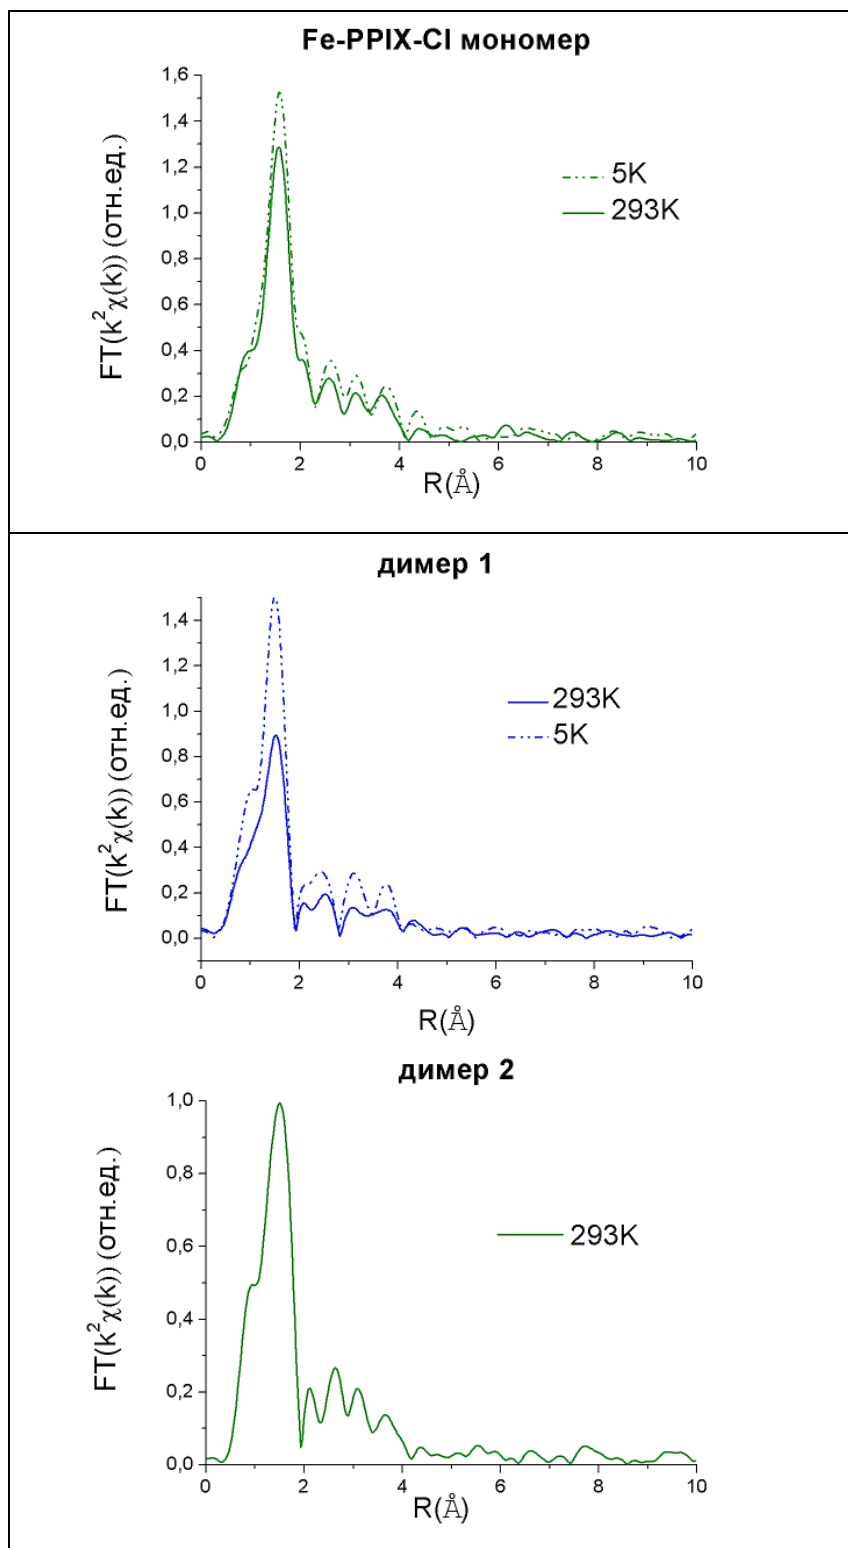 Fe-PPIX-Cl мономер
1,6
1,4
1,2
1,0
0,8
0,6
0,4
0,2
0,0
FT(k²χ(k)) (отн.ед.)
5K
293K
0 2 4 6 8 10
R(Å)
димер 1
1,4
1,2
1,0
0,8
0,6
0,4
0,2
0,0
FT(k²χ(k)) (отн.ед.)
293K
5K
0 2 4 6 8 10
R(Å)
димер 2
1,0
0,8
0,6
0,4
0,2
0,0
FT(k²χ(k)) (отн.ед.)
293K
0 2 4 6 8 10
R(Å)